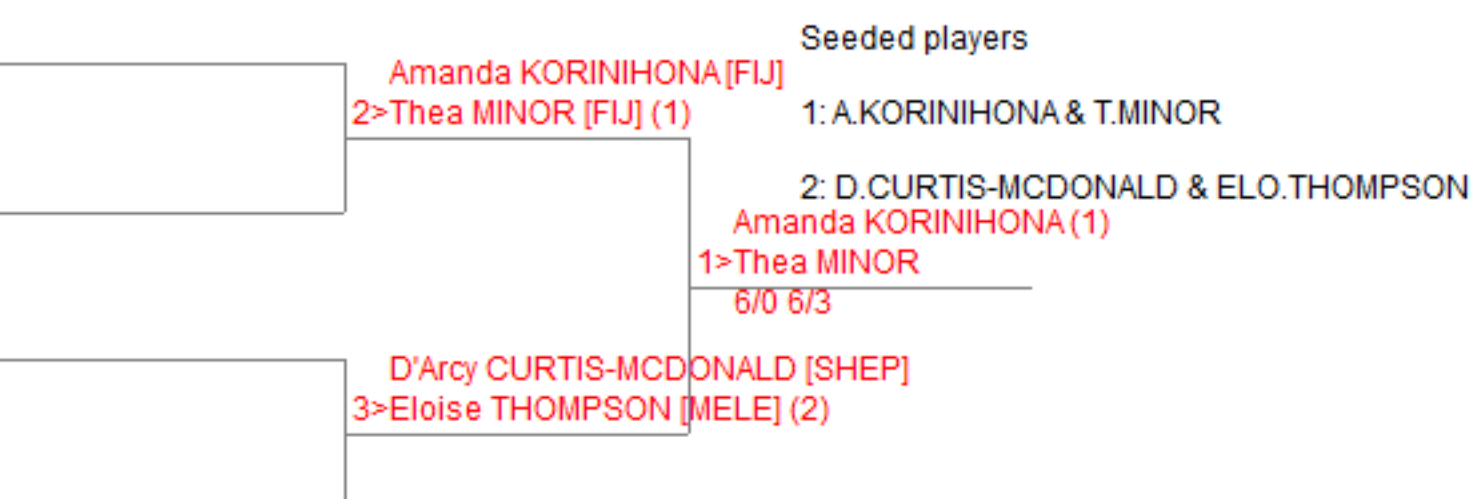 Seeded players
Amanda KORINIHONA [FIJ]
2>Thea MINOR [FIJ] (1)
1: A.KORINIHONA & T.MINOR
2: D.CURTIS-MCDONALD & ELO.THOMPSON
Amanda KORINIHONA (1)
1>Thea MINOR
6/0 6/3
D'Arcy CURTIS-MCDONALD [SHEP]
3>Eloise THOMPSON [MELE] (2)